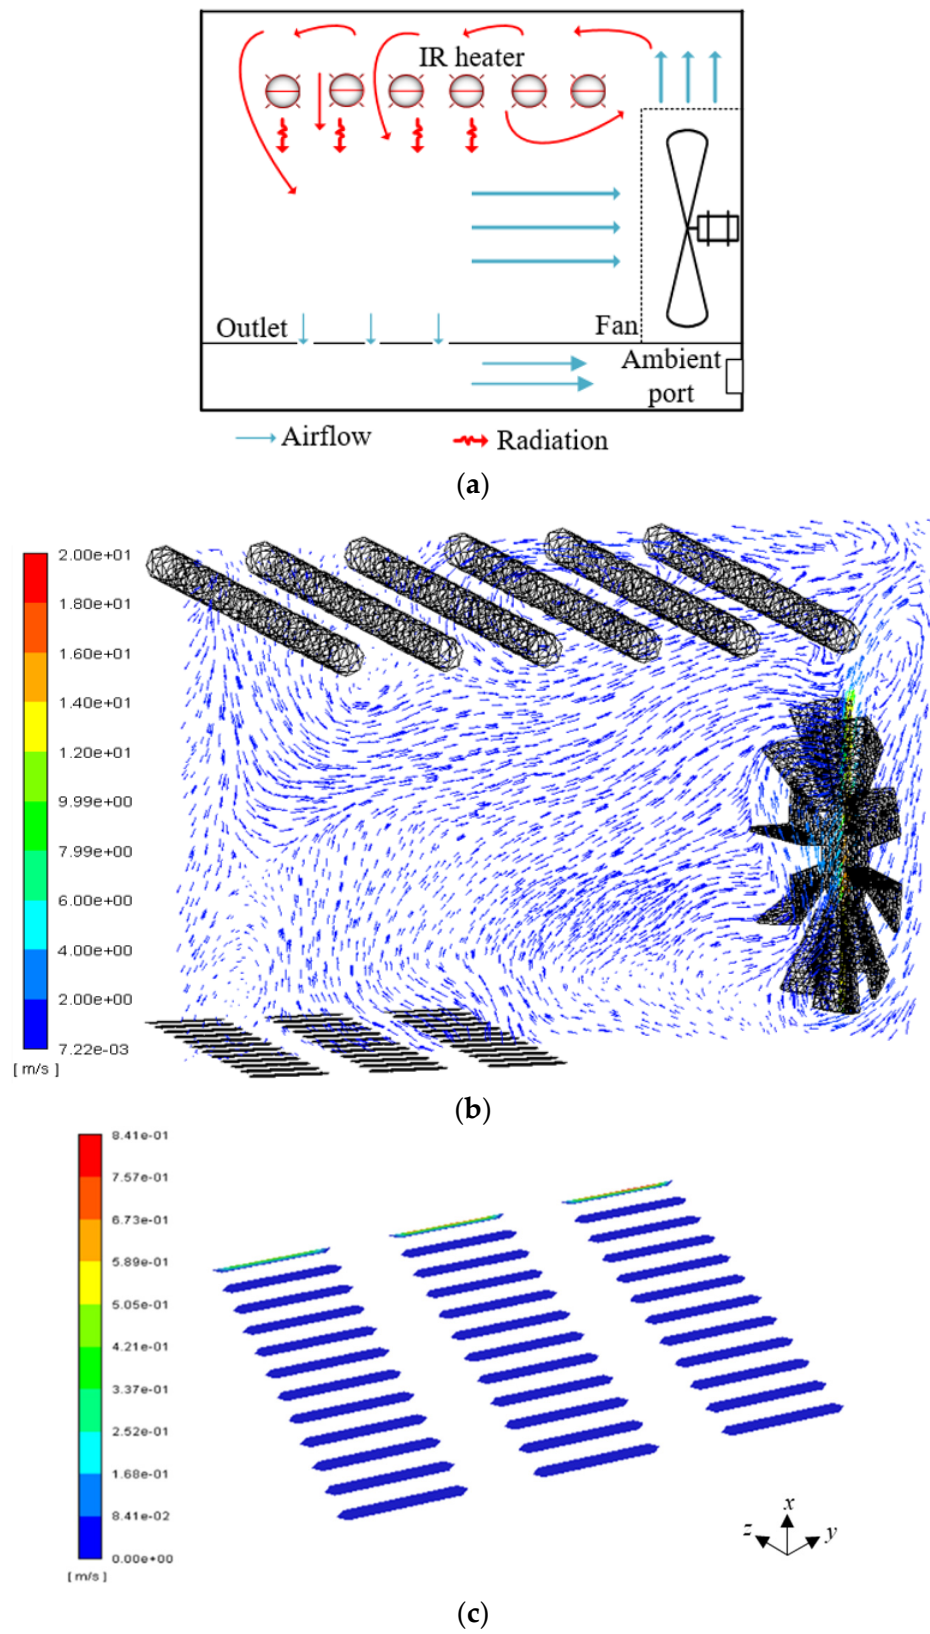 IR heater
Outlet
Fan
Ambient
port
Airflow
Radiation
(a)
2.00e+01
1.80e+01
1.60e+01
1.40e+01
1.20e+01
9.99e+00
7.99e+00
6.00e+00
4.00e+00
2.00e+00
7.22e-03
[ m/s ]
(b)
8.41e-01
7.57e-01
6.73e-01
5.89e-01
5.05e-01
4.21e-01
3.37e-01
2.52e-01
1.68e-01
8.41e-02
0.00e+00
[ m/s ]
x
z
y
(c)